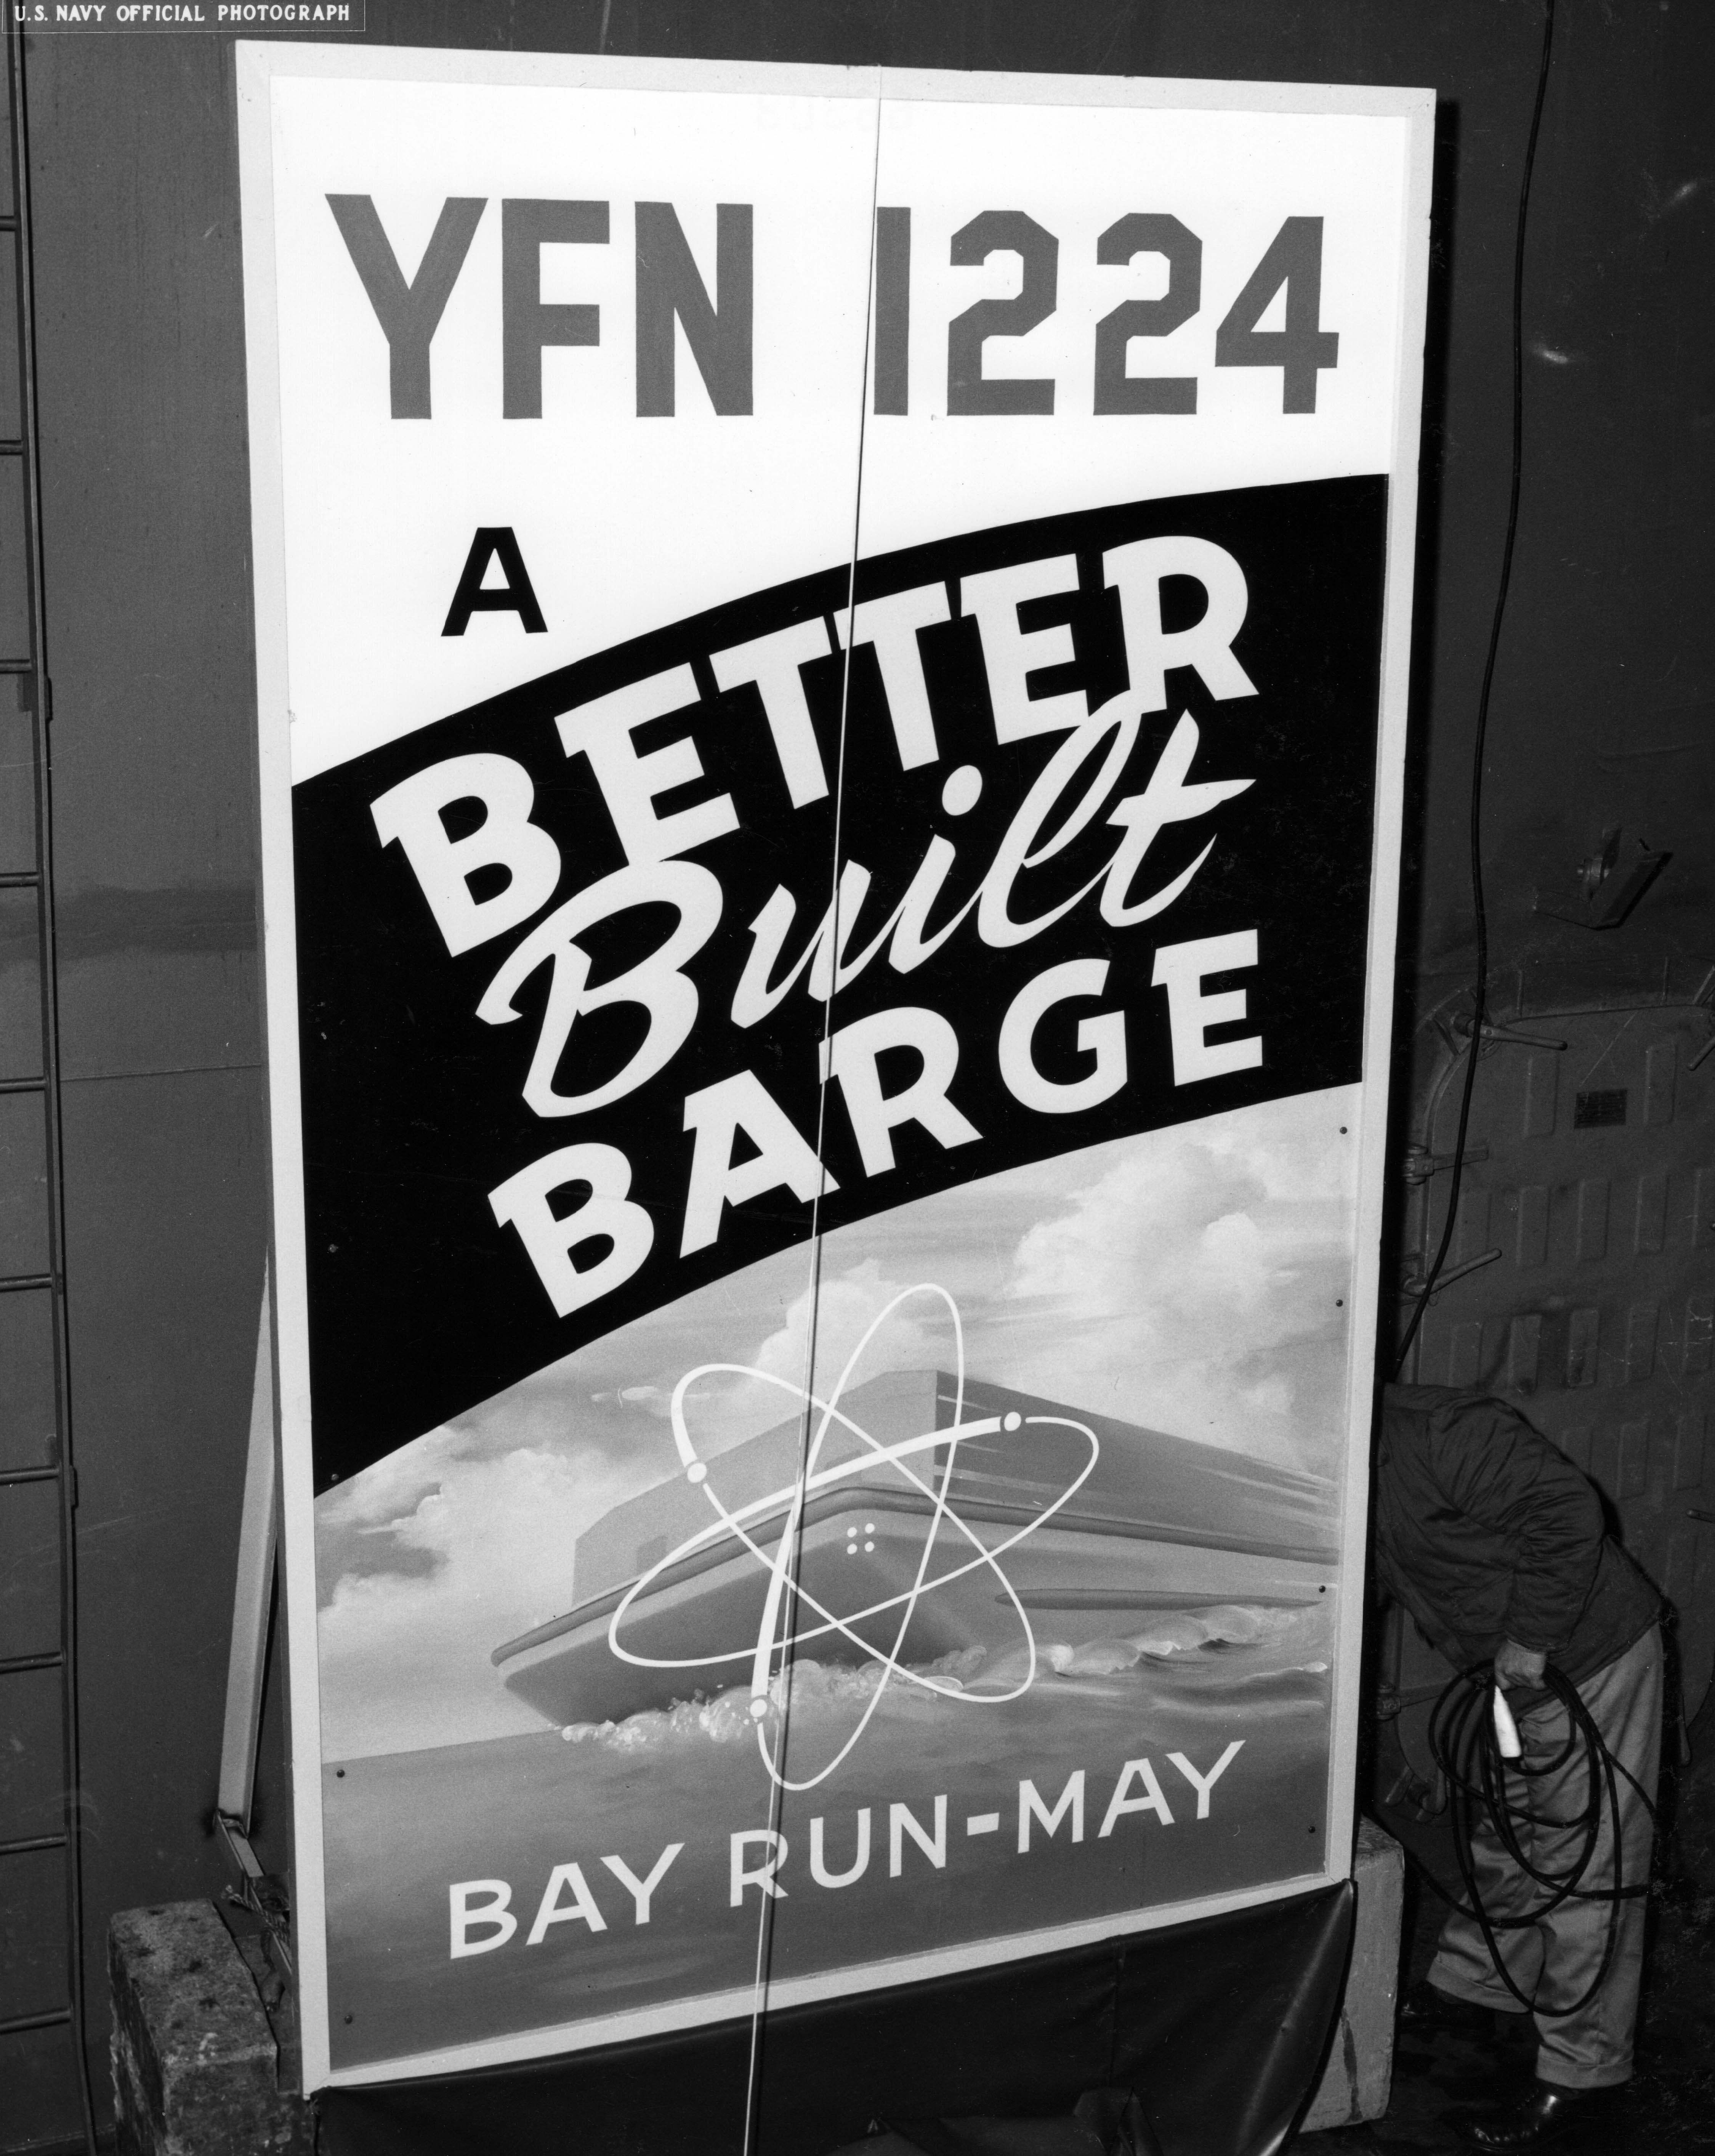 U.S. NAVY OFFICIAL PHOTOGRAPH
YFN 1224
A
BETTER
Built
BARGE
BAY RUN-MAY